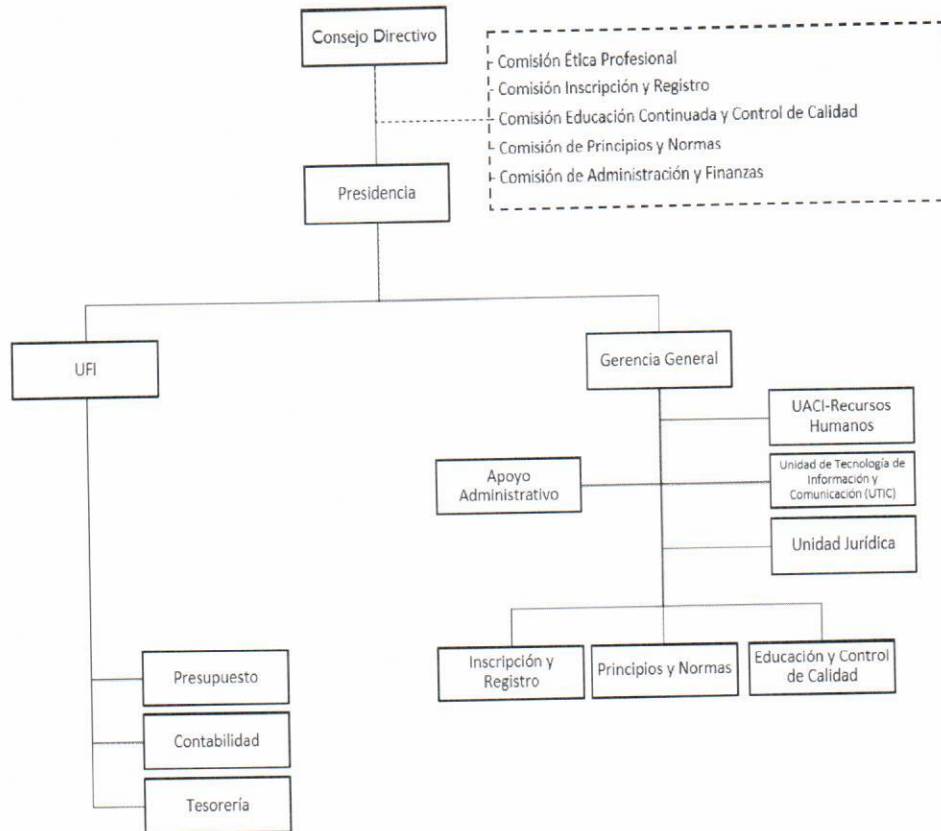 Consejo Directivo
- Comisión Ética Profesional
- Comisión Inscripción y Registro
- Comisión Educación Continuada y Control de Calidad
- Comisión de Principios y Normas
- Comisión de Administración y Finanzas
Presidencia
UFI
Gerencia General
UACI-Recursos
Humanos
Apoyo
Administrativo
Unidad de Tecnología de
Información y
Comunicación (UTIC)
Unidad Jurídica
Inscripción y
Registro
Principios y Normas
Educación y Control
de Calidad
Presupuesto
Contabilidad
Tesorería